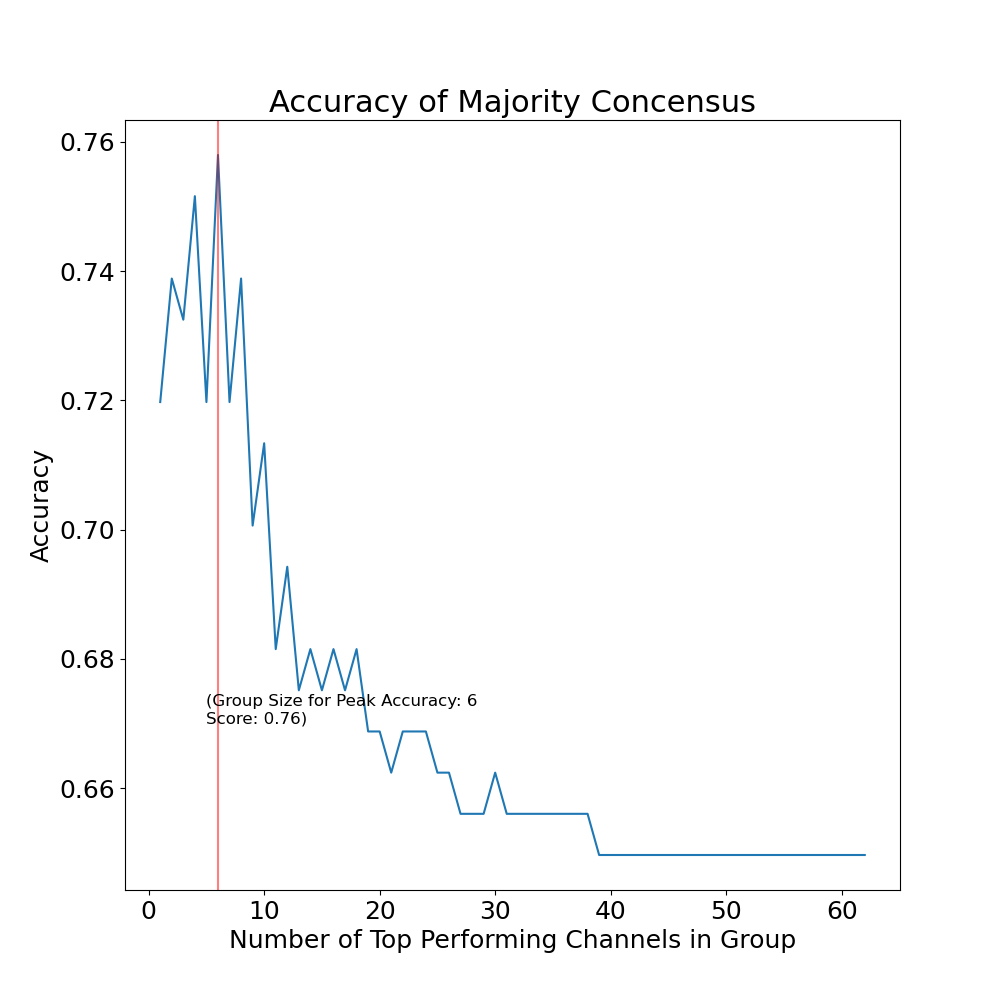 Accuracy of Majority Concensus
0.76
0.74
0.72
0.70
0.68
0.66
Accuracy
(Group Size for Peak Accuracy: 6
Score: 0.76)
0 10 20 30 40 50 60
Number of Top Performing Channels in Group